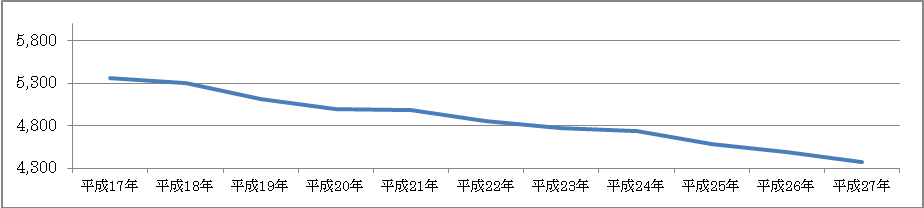 5,800
5,300
4,800
4,300
平成17年 平成18年 平成19年 平成20年 平成21年 平成22年 平成23年 平成24年 平成25年 平成26年 平成27年